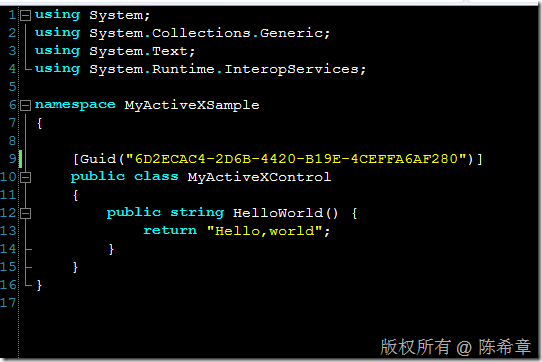 1 using System;
2 using System.Collections.Generic;
3 using System.Text;
4 using System.Runtime.InteropServices;
5
6 namespace MyActiveXSample
7 {
8
9 [Guid("6D2ECAC4-2D6B-4420-B19E-4CEFFA6AF280")]
10 public class MyActiveXControl
11 {
12 public string HelloWorld() {
13 return "Hello,world";
14 }
15 }
16 }
17
版权所有 @ 陈希章